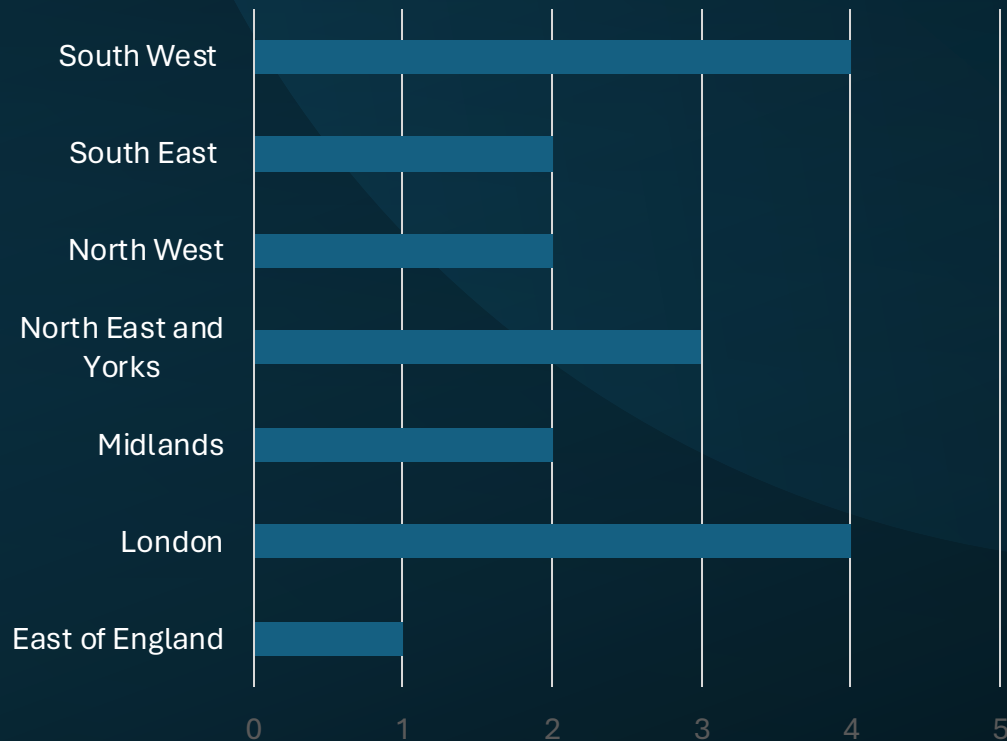 South West
South East
North West
North East and
Yorks
Midlands
London
East of England
0 1 2 3 4 5